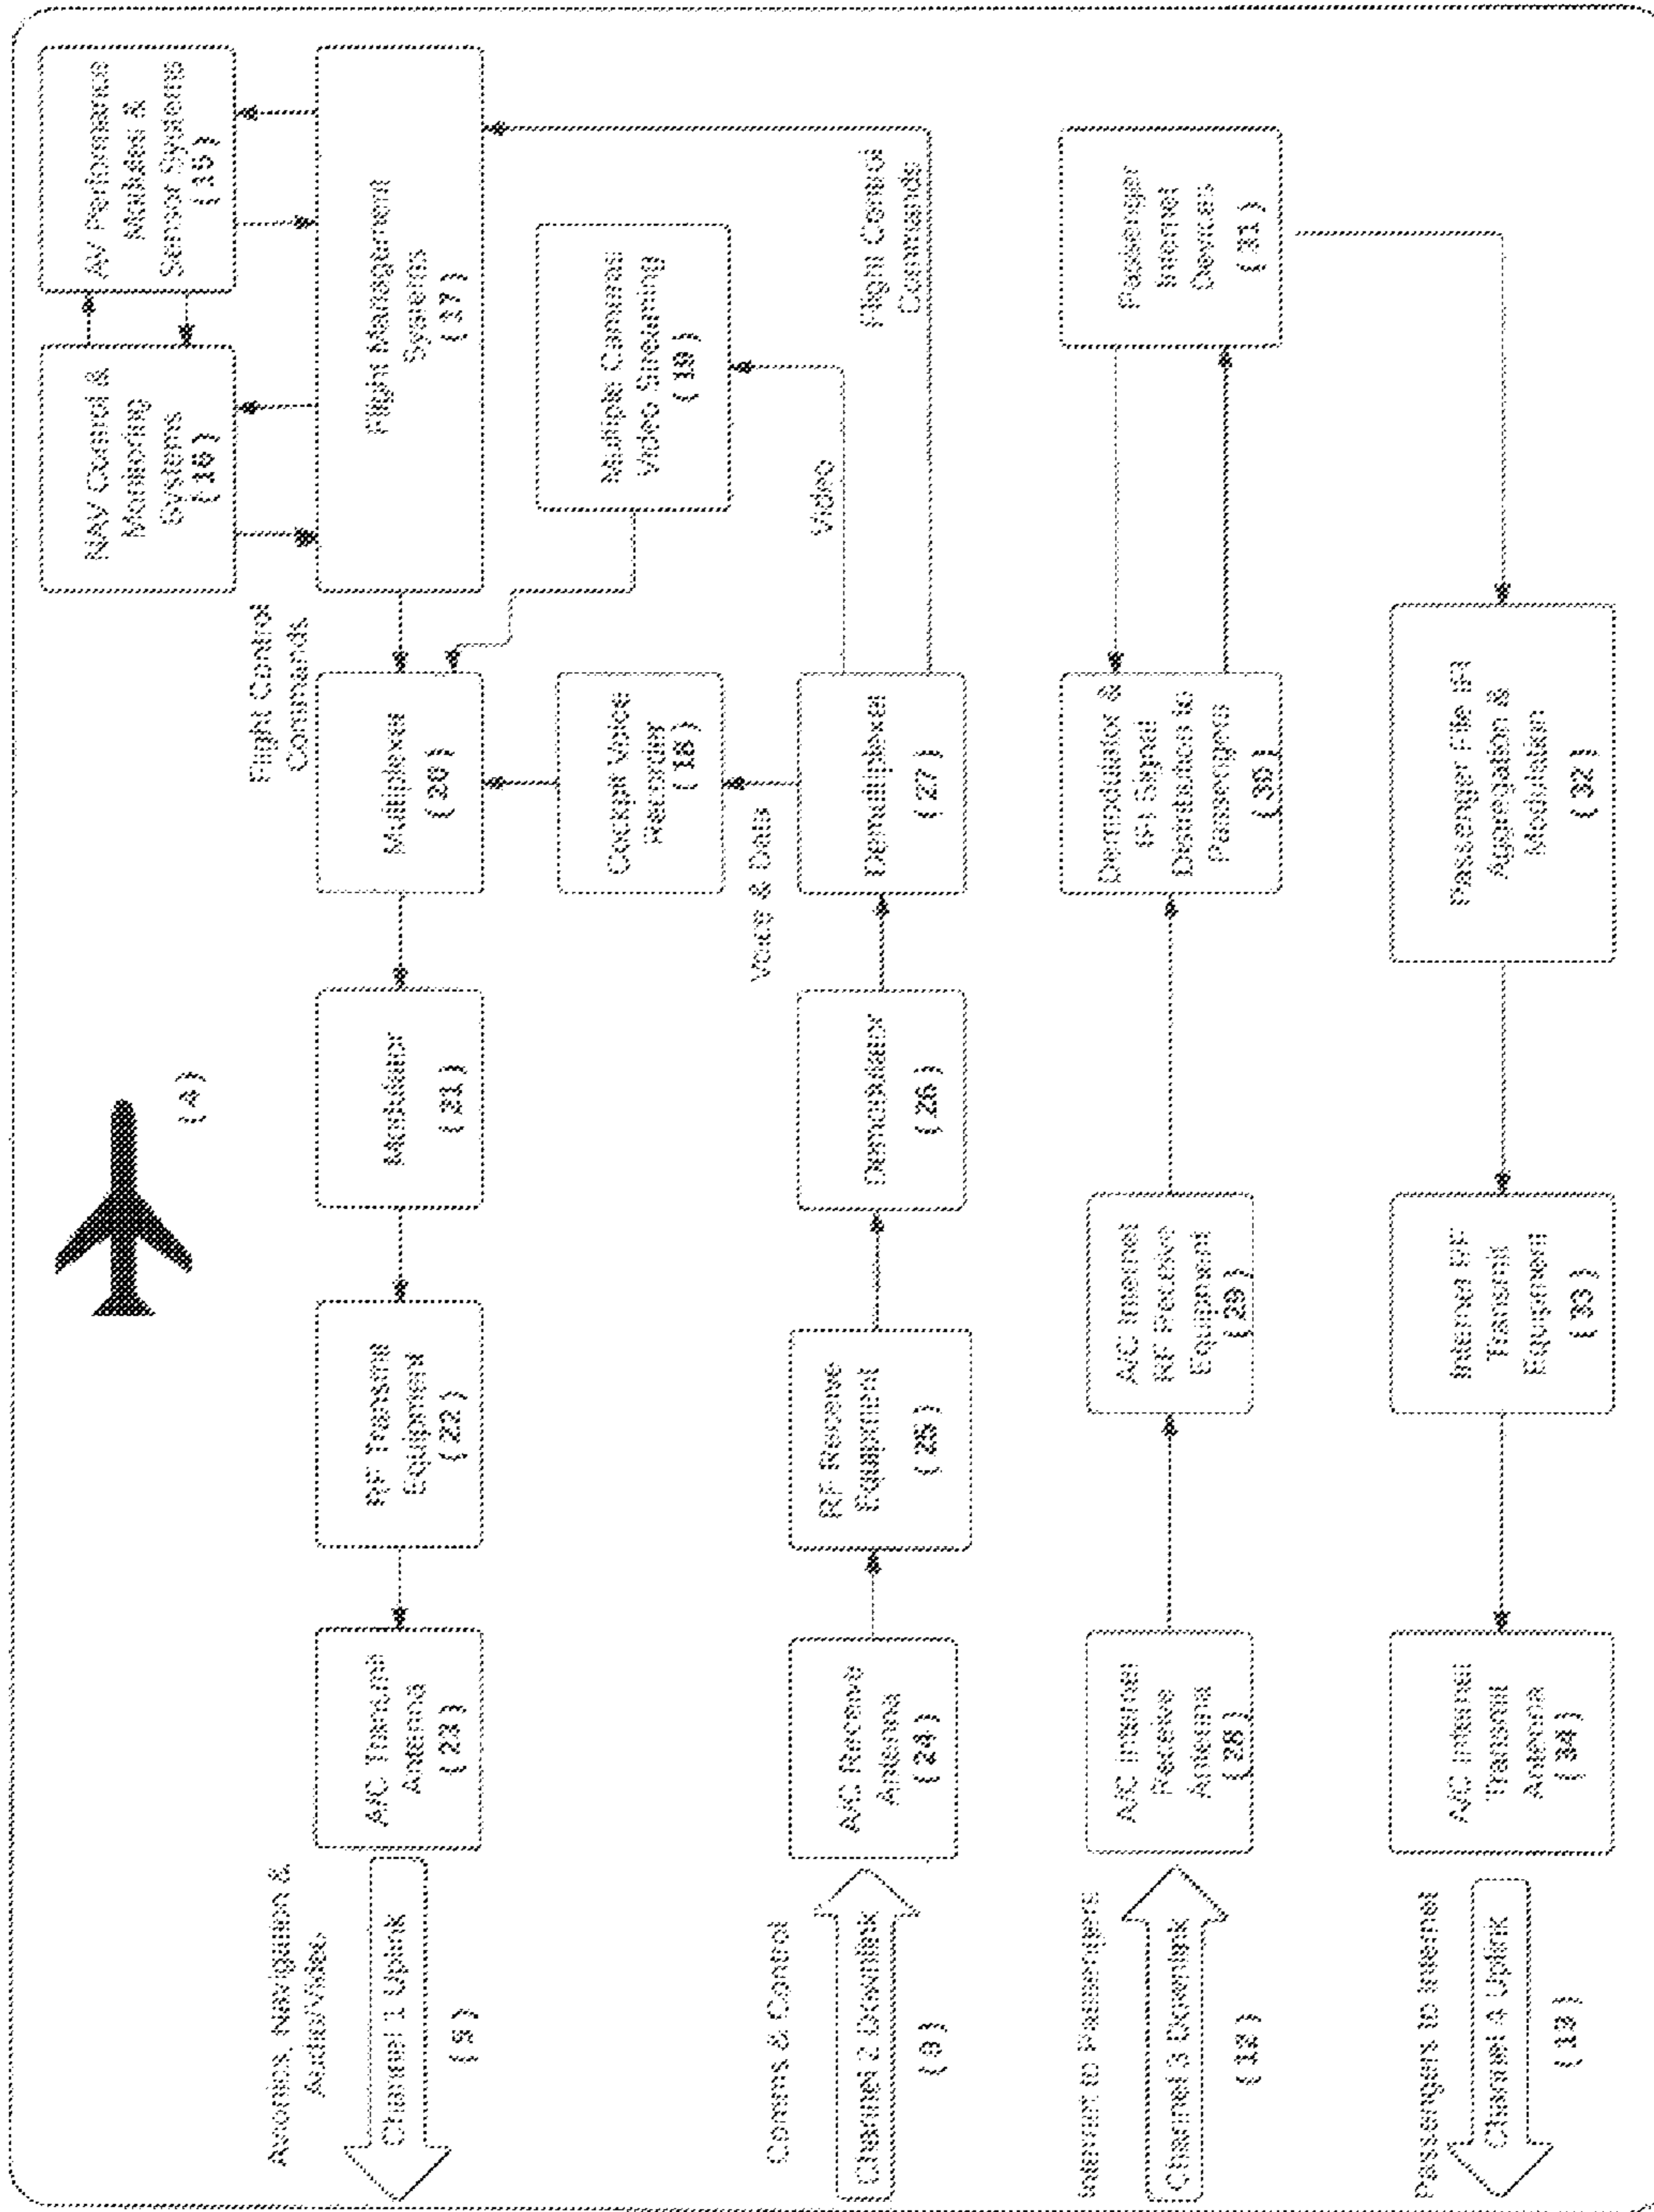 AV Performance
Modules &
Sensor Systems
( 15 )
NAV Control &
Monitoring
Systems
( 16 )
( 4 )
Flight Control
Commands
Avionics, Navigation &
Audio/Video
Channel 1 Uplink
( 5 )
A/C Transmit
Antenna
( 23 )
RF Transmit
Equipment
( 22 )
Modulator
( 21 )
Multiplexer
( 20 )
Flight Management
Systems
( 17 )
Cockpit Voice
Recorder
( 18 )
Multiple Cameras
Video Streaming
( 19 )
Voice & Data
Video
Flight Control
Commands
Comms & Control
Channel 2 Downlink
A/C Receive
Antenna
( 24 )
RF Receive
Equipment
( 25 )
Demodulator
( 26 )
Demultiplexer
( 27 )
Internet to Passengers
Channel 3 Downlink
( 12 )
A/C Internet
Receive
Antenna
( 28 )
A/C Internet
RF Receive
Equipment
( 29 )
Demodulator &
IFI Signal
Distribution to
Passengers
( 30 )
Passenger
Internet
Devices
( 31 )
Passengers to Internet
Channel 4 Uplink
( 13 )
A/C Internet
Transmit
Antenna
( 34 )
Internet RF
Transmit
Equipment
( 33 )
Passenger File IFI
Aggregation &
Modulation
( 32 )